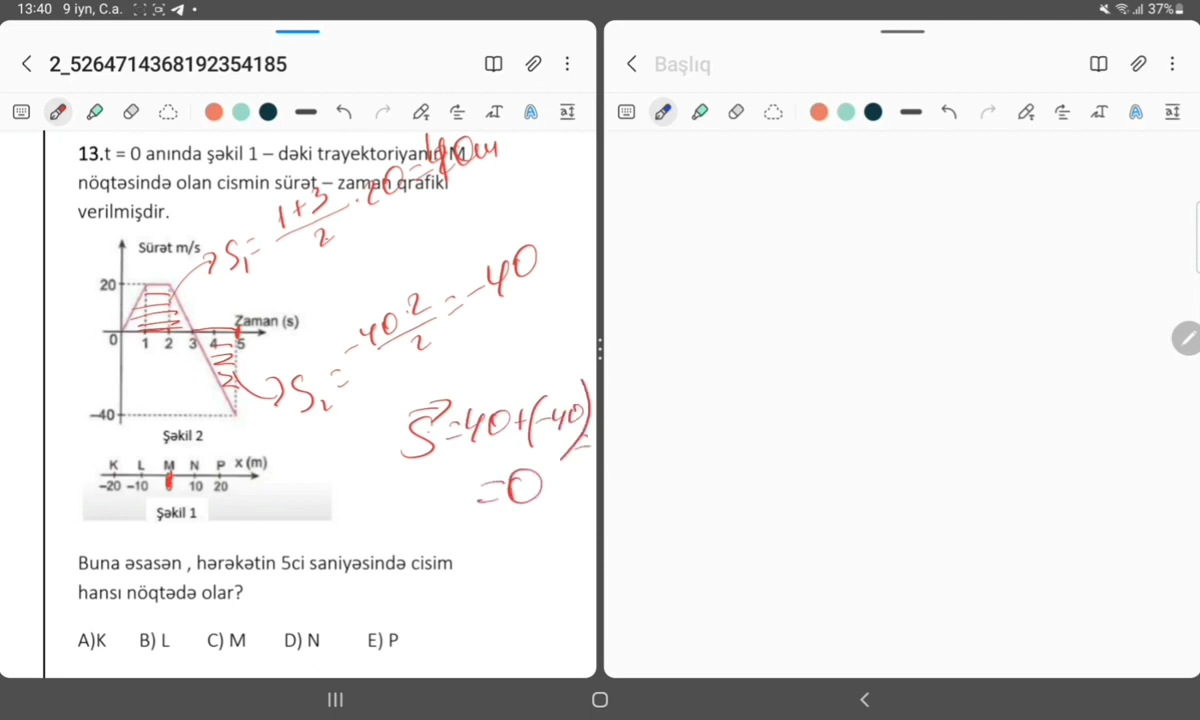 13:40 9 iyn, C.a. 37%
2_5264714368192354185
Başlıq
13.t = 0 anında şəkil 1 – dəki trayektoriyanın M
nöqtəsində olan cismin sürət – zaman qrafiki
verilmişdir.
S₁ = 1+3/2 · 20 = 40m
Sürət m/s
20
Zaman (s)
0 1 2 3 4 5
-40
S₂ = -40·2/2 = -40
S = 40+(-40)
= 0
Şəkil 2
K L M N P X (m)
-20 -10 10 20
Şəkil 1
Buna əsasən , hərəkətin 5ci saniyəsində cisim
hansı nöqtədə olar?
A)K B) L C) M D) N E) P